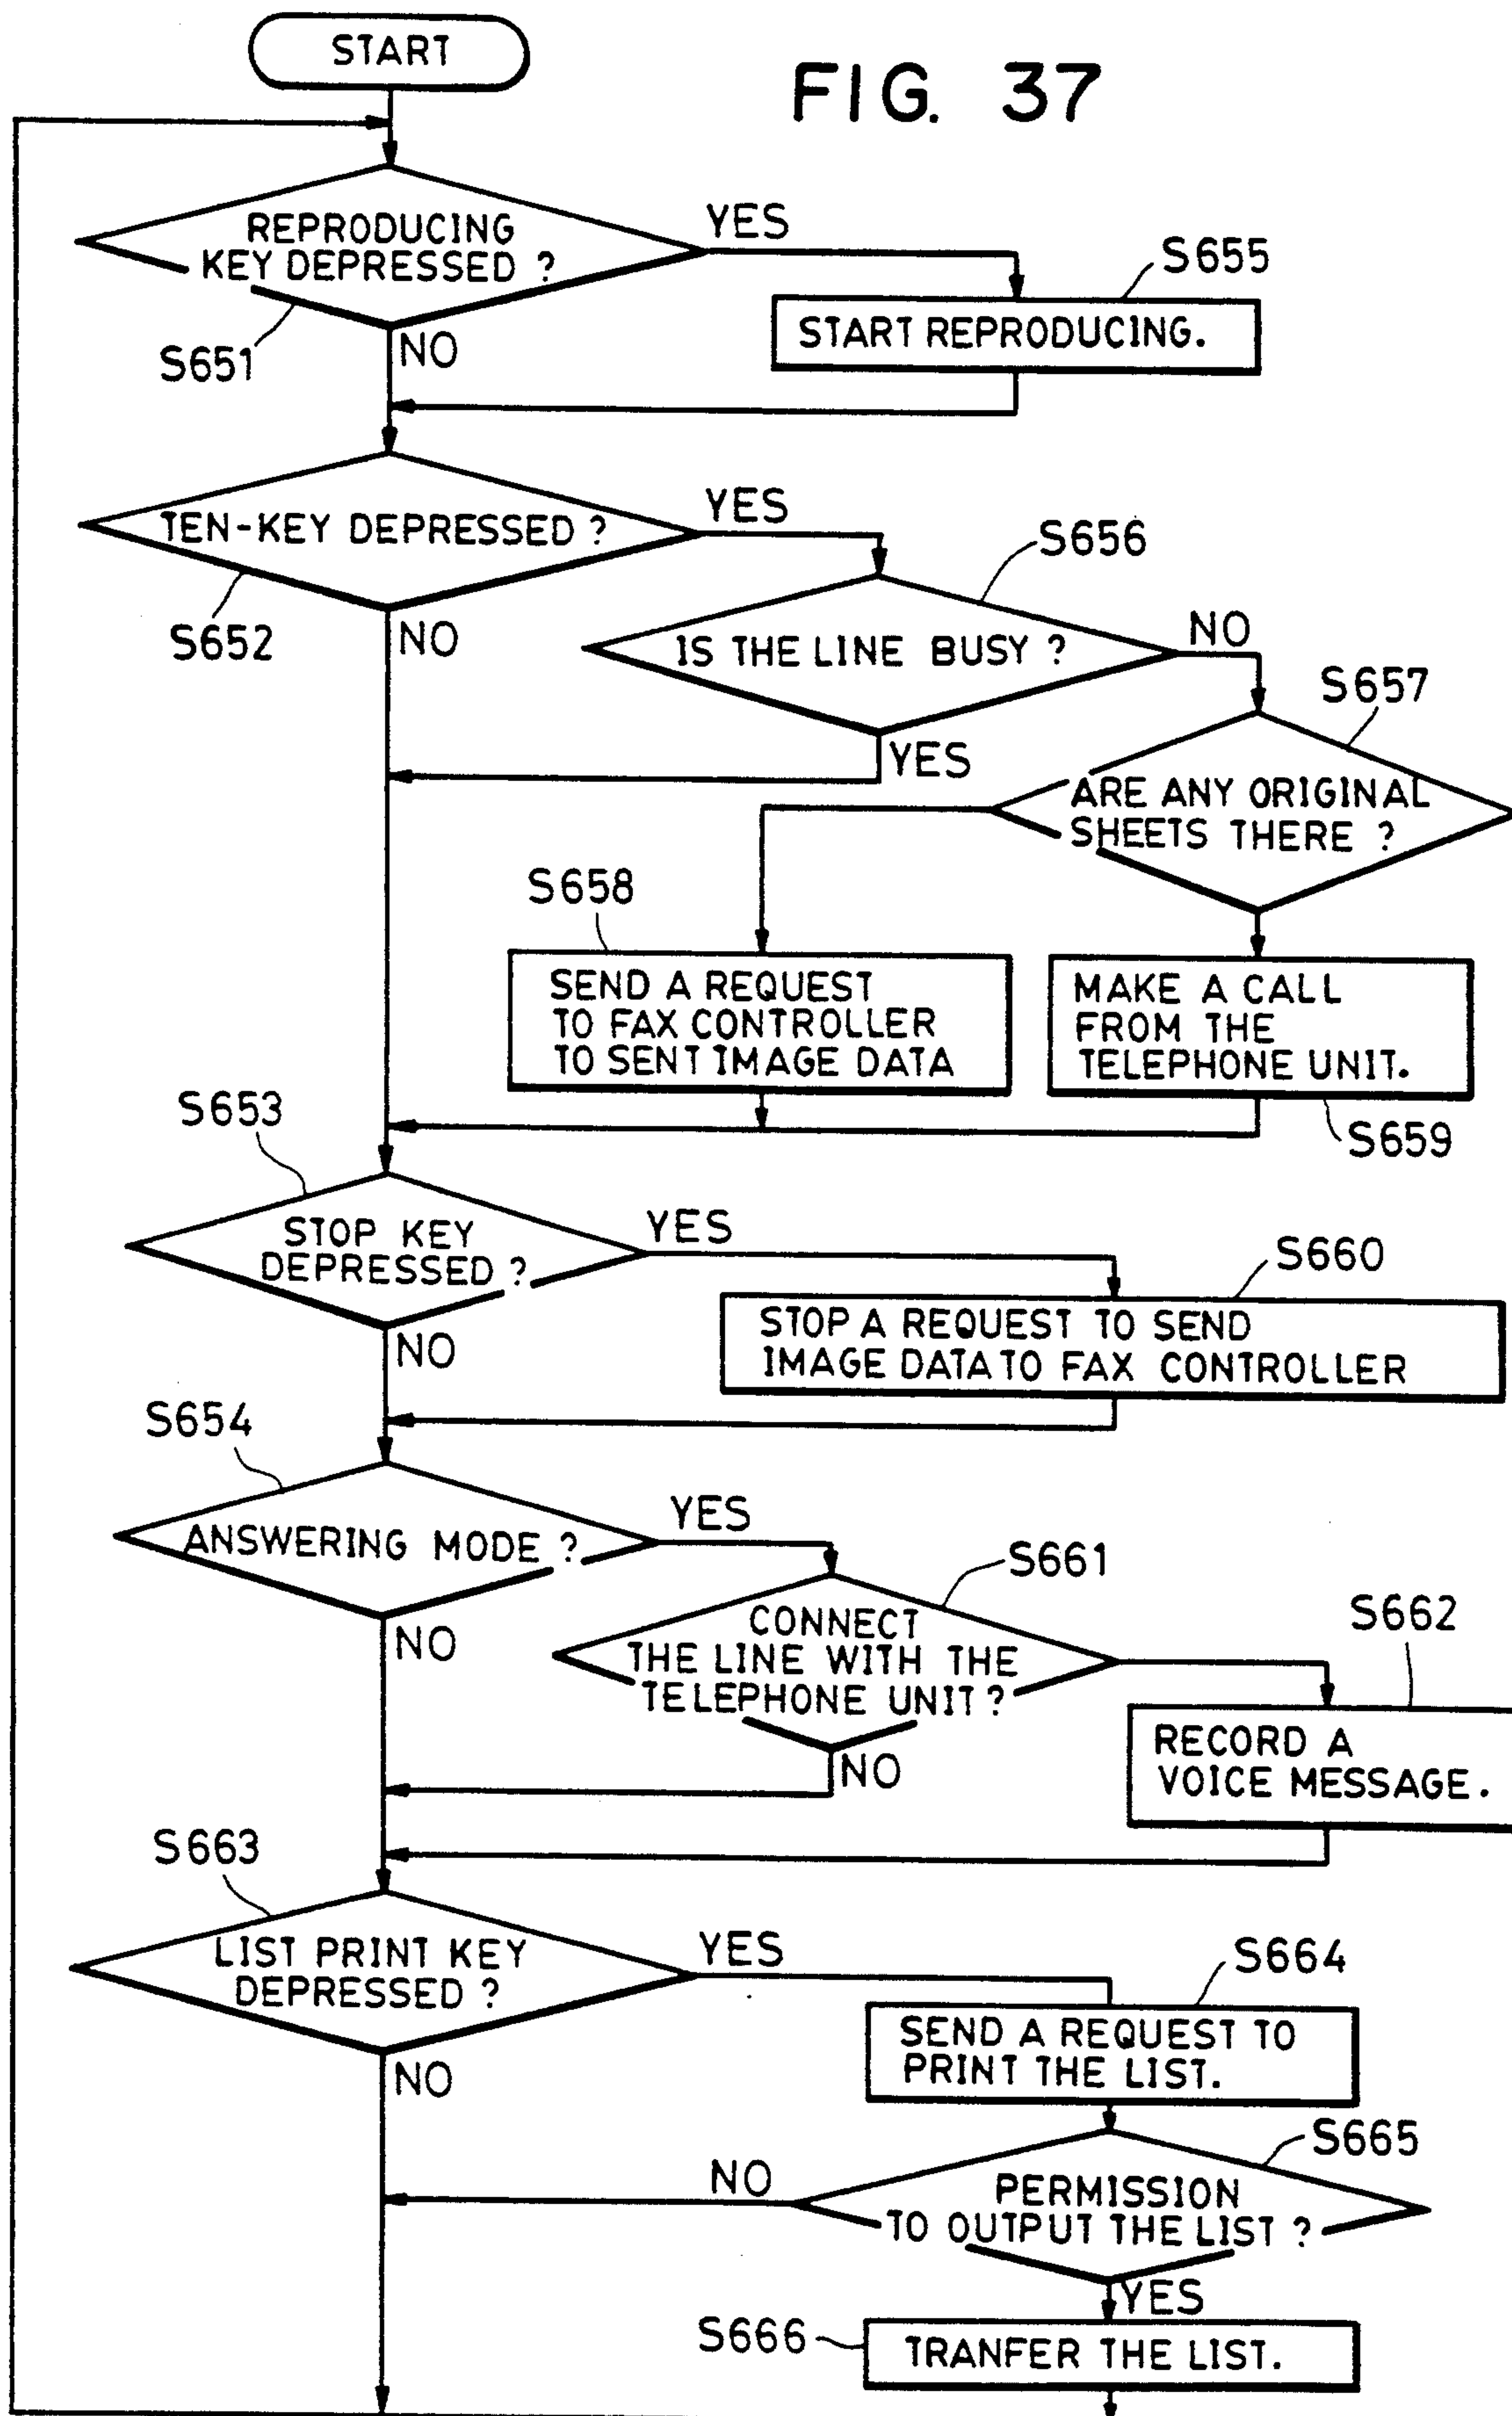 START
FIG. 37
REPRODUCING
KEY DEPRESSED ?
YES
S655
START REPRODUCING.
S651
NO
TEN-KEY DEPRESSED ?
YES
S656
S652
NO
IS THE LINE BUSY ?
NO
S657
YES
ARE ANY ORIGINAL
SHEETS THERE ?
S658
SEND A REQUEST
TO FAX CONTROLLER
TO SENT IMAGE DATA
MAKE A CALL
FROM THE
TELEPHONE UNIT.
S659
S653
STOP KEY
DEPRESSED ?
YES
S660
STOP A REQUEST TO SEND
IMAGE DATA TO FAX CONTROLLER
NO
S654
ANSWERING MODE ?
YES
S661
CONNECT
THE LINE WITH THE
TELEPHONE UNIT ?
S662
NO
RECORD A
VOICE MESSAGE.
NO
S663
LIST PRINT KEY
DEPRESSED ?
YES
S664
SEND A REQUEST TO
PRINT THE LIST.
NO
S665
NO
PERMISSION
TO OUTPUT THE LIST ?
YES
S666
TRANFER THE LIST.